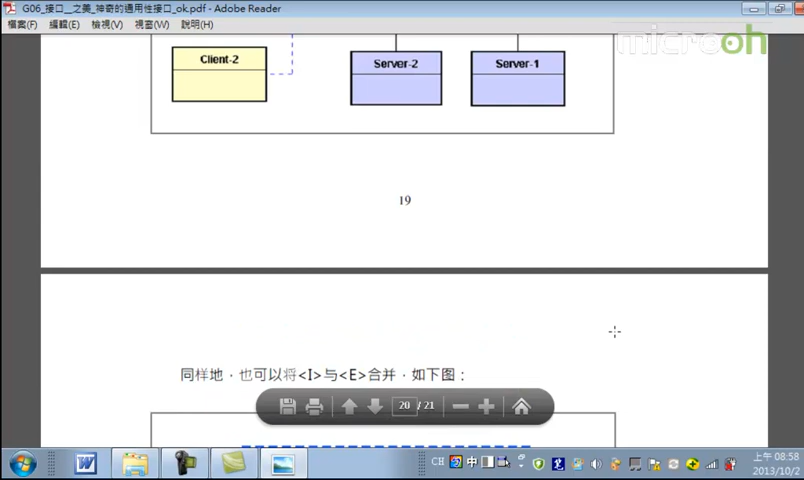 G06_接口__之美_神奇的通用性接口_ok.pdf - Adobe Reader
檔案(F) 編輯(E) 檢視(V) 視窗(W) 說明(H)
microoh
Client-2
Server-2
Server-1
19
同样地，也可以将<I>与<E>合并，如下图：
20 / 21
CH
中
上午 08:58
2013/10/2